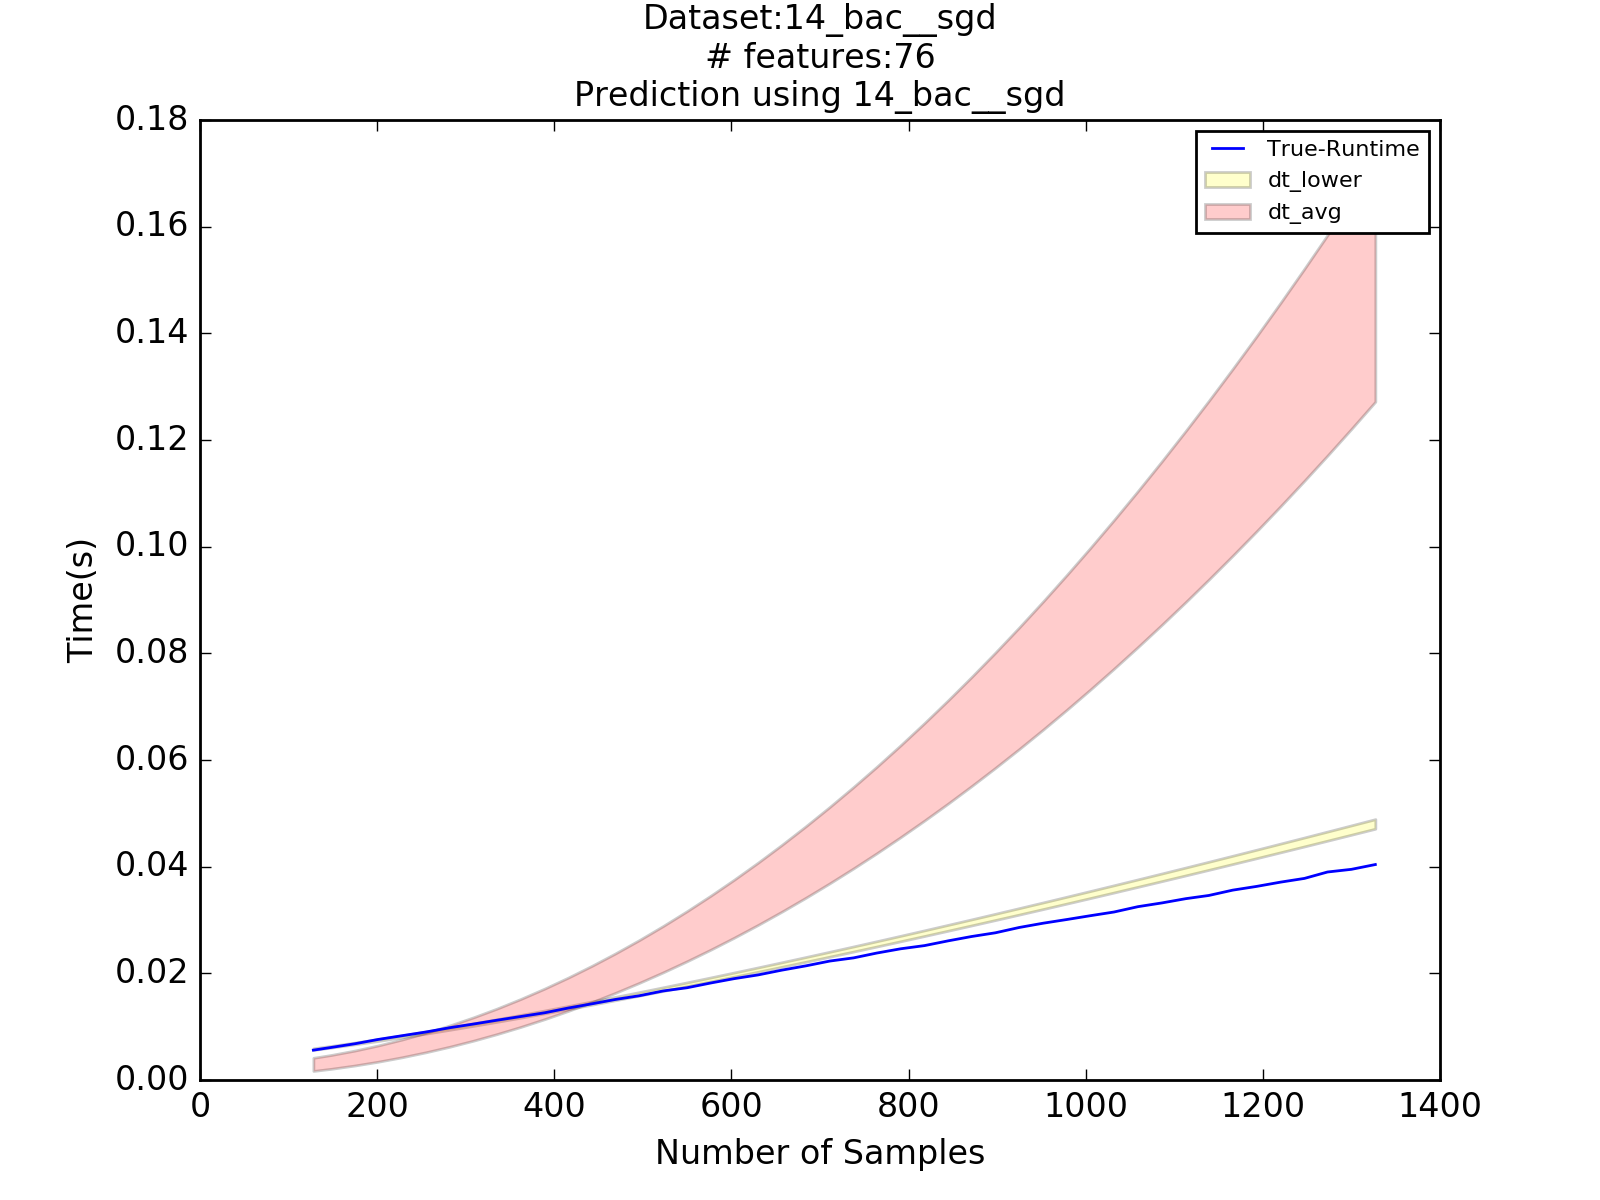 Dataset:14_bac__sgd
# features:76
Prediction using 14_bac__sgd
True-Runtime
dt_lower
dt_avg
0.18
0.16
0.14
0.12
0.10
0.08
0.06
0.04
0.02
0.00
Time(s)
0 200 400 600 800 1000 1200 1400
Number of Samples